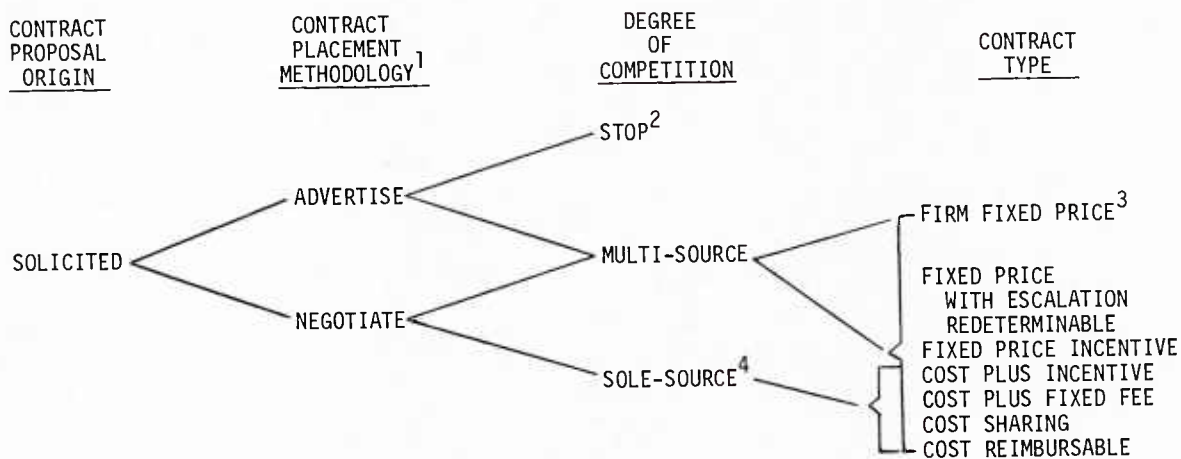 CONTRACT
PROPOSAL
ORIGIN
CONTRACT
PLACEMENT
METHODOLOGY1
DEGREE
OF
COMPETITION
CONTRACT
TYPE
SOLICITED
ADVERTISE
NEGOTIATE
STOP2
MULTI-SOURCE
SOLE-SOURCE4
FIRM FIXED PRICE3
FIXED PRICE
WITH ESCALATION
REDETERMINABLE
FIXED PRICE INCENTIVE
COST PLUS INCENTIVE
COST PLUS FIXED FEE
COST SHARING
COST REIMBURSABLE